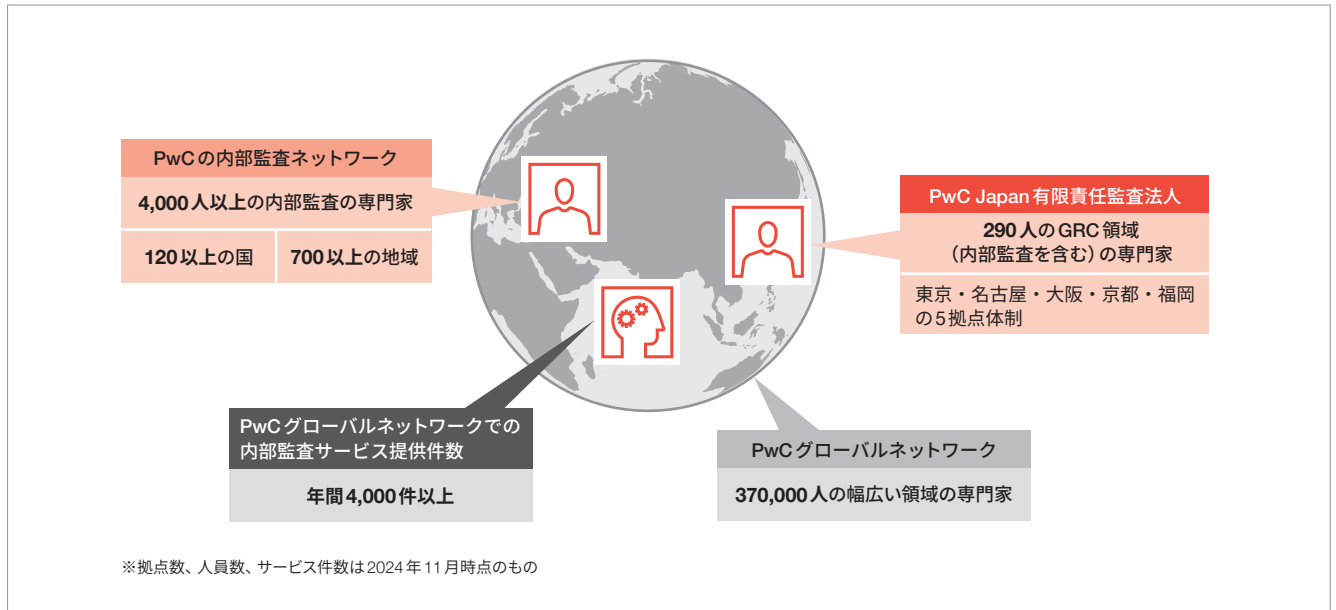 PwCの内部監査ネットワーク
4,000人以上の内部監査の専門家
120以上の国
700以上の地域
PwC Japan有限責任監査法人
290人のGRC領域
（内部監査を含む）の専門家
東京・名古屋・大阪・京都・福岡
の5拠点体制
PwCグローバルネットワークでの
内部監査サービス提供件数
年間4,000件以上
PwCグローバルネットワーク
370,000人の幅広い領域の専門家
※拠点数、人員数、サービス件数は2024年11月時点のもの